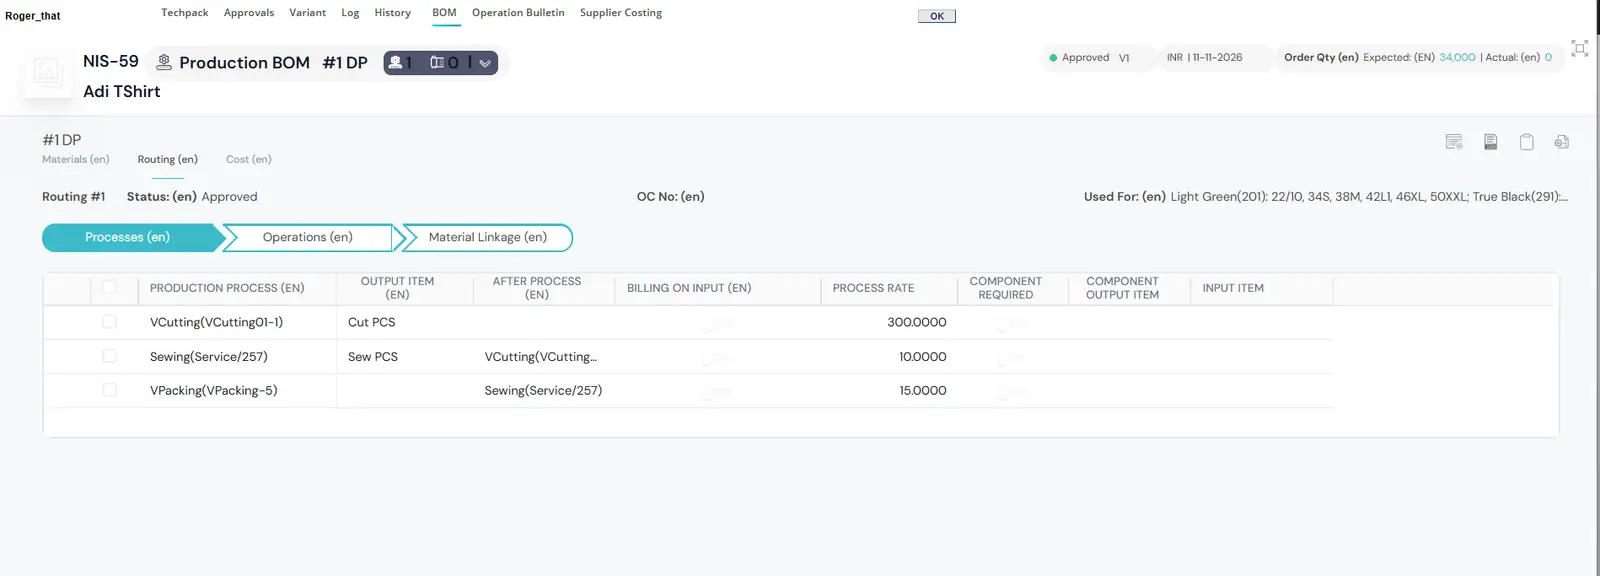 Roger_that Techpack Approvals Variant Log History BOM Operation Bulletin Supplier Costing OK
NIS-59 Production BOM #1 DP 1 0 Approved V1 INR | 11-11-2026 Order Qty (en) Expected: (EN) 34,000 | Actual: (en) 0
Adi TShirt
#1 DP
Materials (en) Routing (en) Cost (en)
Routing #1 Status: (en) Approved OC No: (en) Used For: (en) Light Green(201): 22/10, 34S, 38M, 42L1, 46XL, 50XXL; True Black(291):...
Processes (en) Operations (en) Material Linkage (en)
PRODUCTION PROCESS (EN) OUTPUT ITEM (EN) AFTER PROCESS (EN) BILLING ON INPUT (EN) PROCESS RATE COMPONENT REQUIRED COMPONENT OUTPUT ITEM INPUT ITEM
VCutting(VCutting01-1) Cut PCS 300.0000
Sewing(Service/257) Sew PCS VCutting(VCutting... 10.0000
VPacking(VPacking-5) Sewing(Service/257) 15.0000